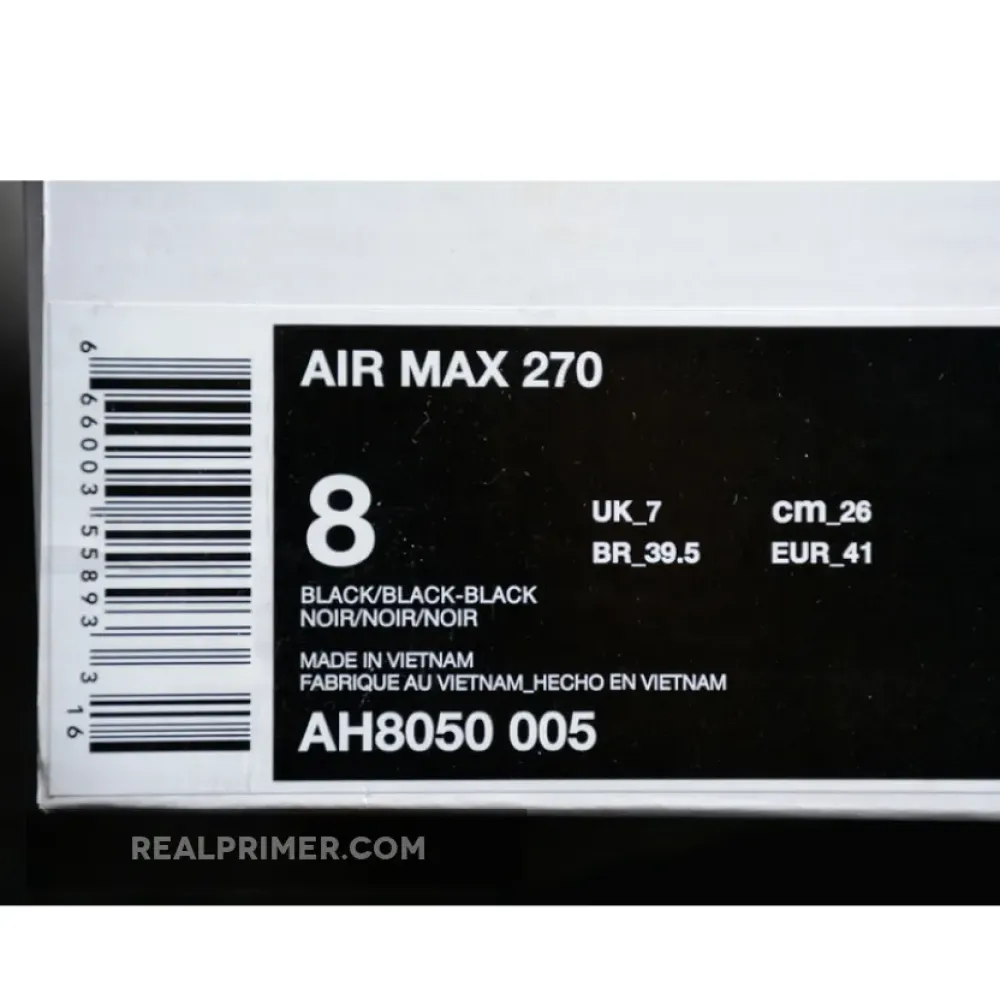 AIR MAX 270
8
UK_7 cm_26
BR_39.5 EUR_41
BLACK/BLACK-BLACK
NOIR/NOIR/NOIR
MADE IN VIETNAM
FABRIQUE AU VIETNAM_HECHO EN VIETNAM
AH8050 005
6 66003 55893 3 16
REALPRIMER.COM